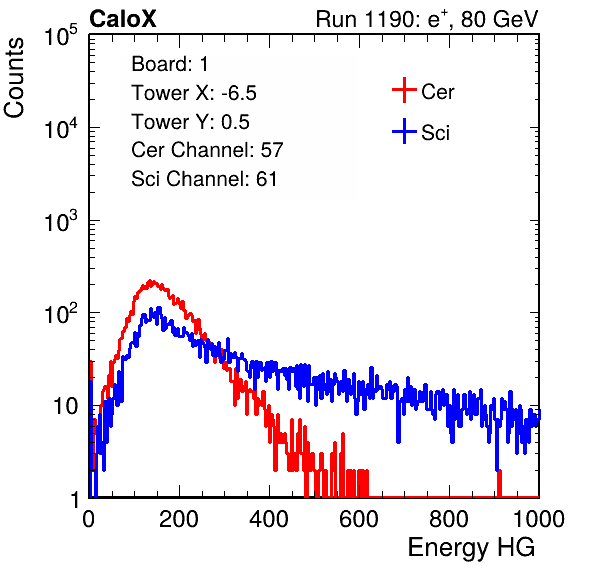 CaloX Run 1190: e⁺, 80 GeV
Counts
10⁵
10⁴
10³
10²
10
1
Board: 1
Tower X: -6.5
Tower Y: 0.5
Cer Channel: 57
Sci Channel: 61
Cer
Sci
0 200 400 600 800 1000
Energy HG